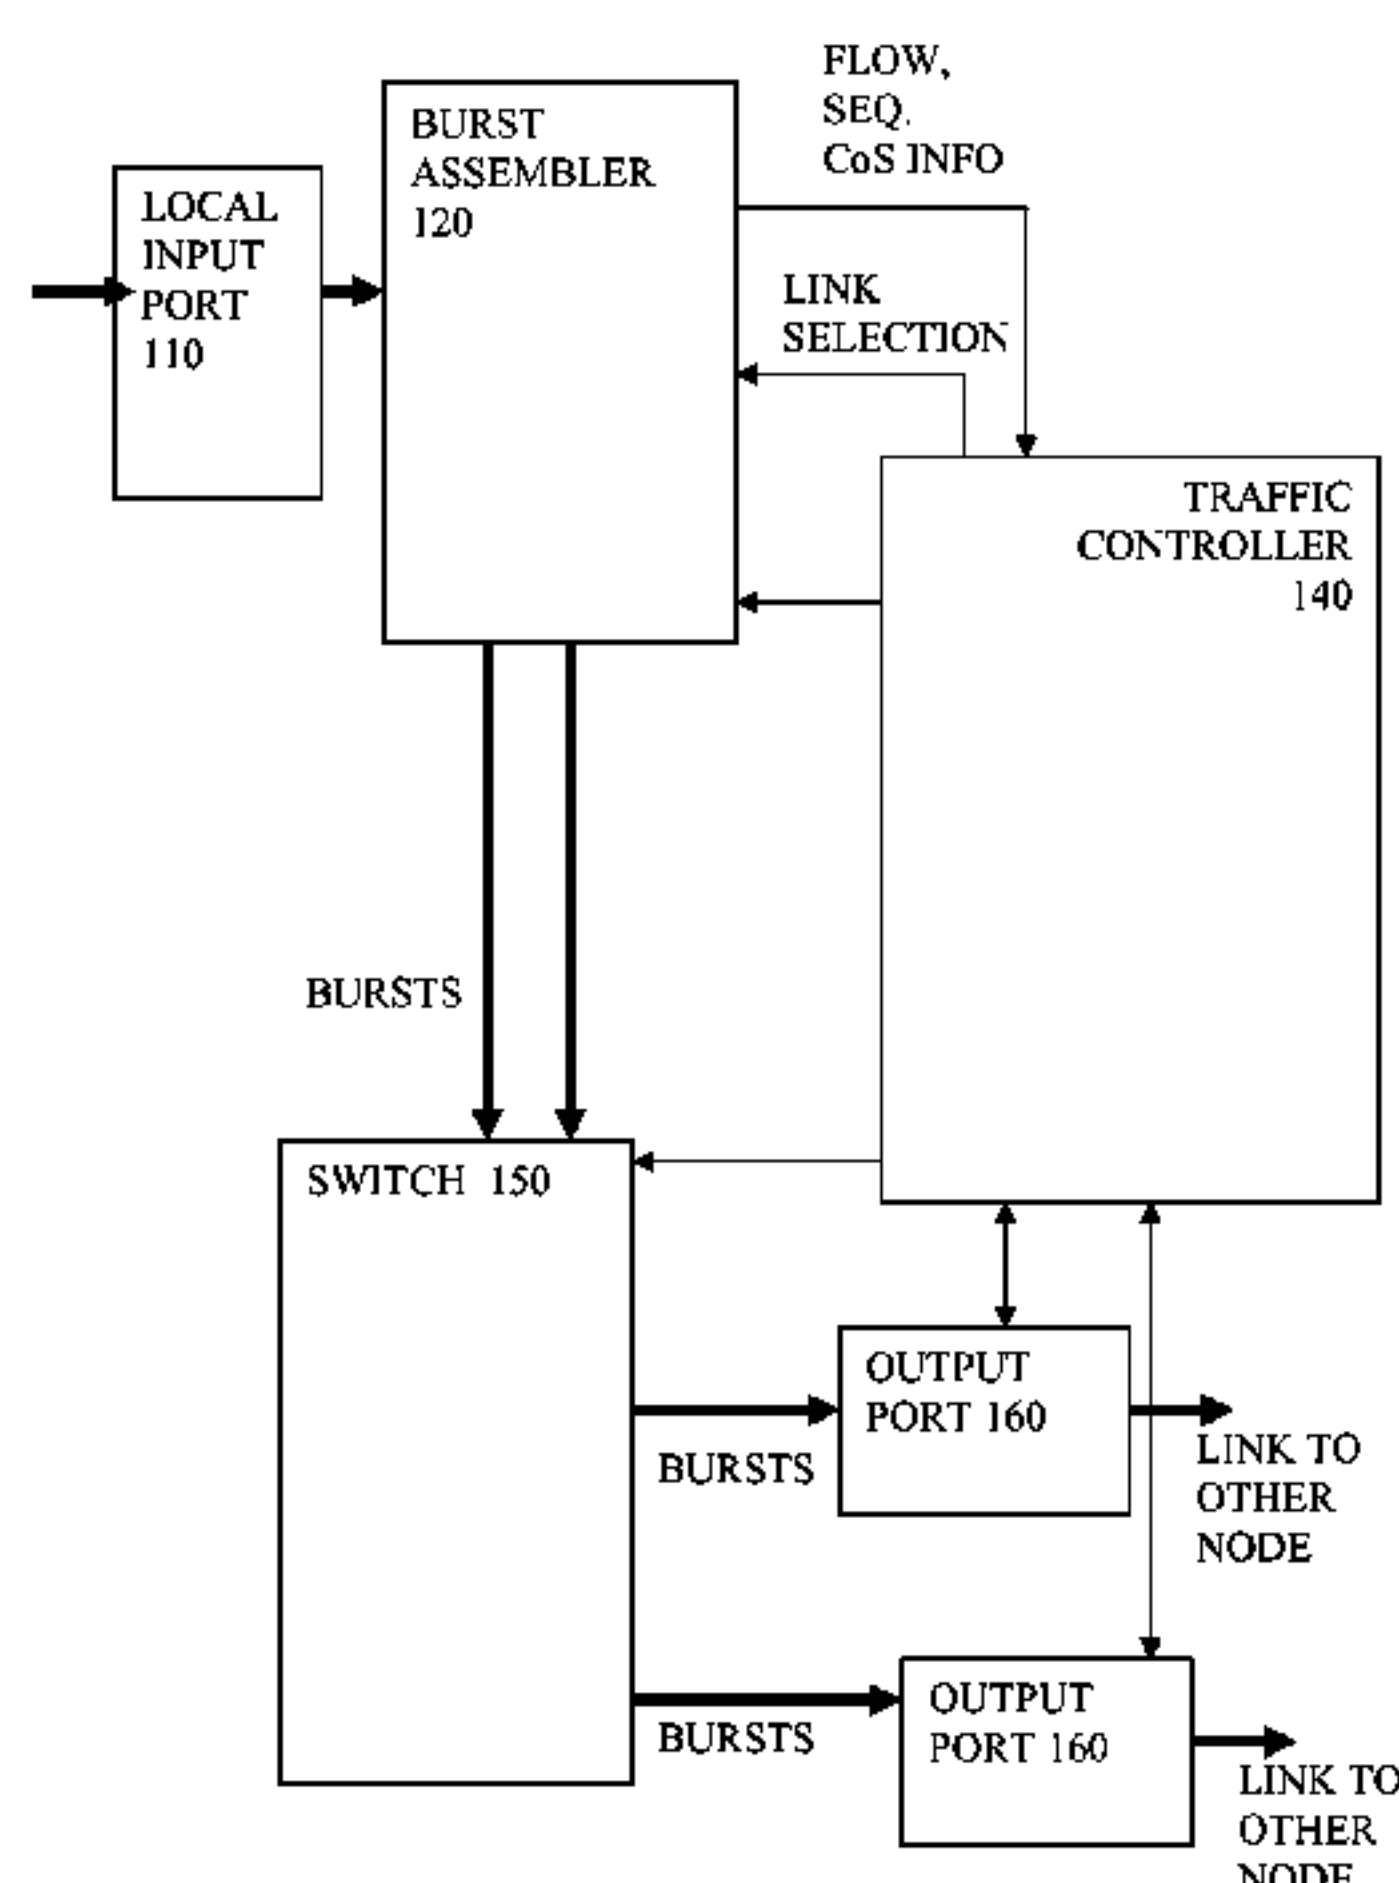 FLOW,
SEQ.
CoS INFO
BURST
ASSEMBLER
120
LOCAL
INPUT
PORT
110
LINK
SELECTION
TRAFFIC
CONTROLLER
140
BURSTS
SWITCH 150
OUTPUT
PORT 160
BURSTS
LINK TO
OTHER
NODE
OUTPUT
PORT 160
BURSTS
LINK TO
OTHER
NODE